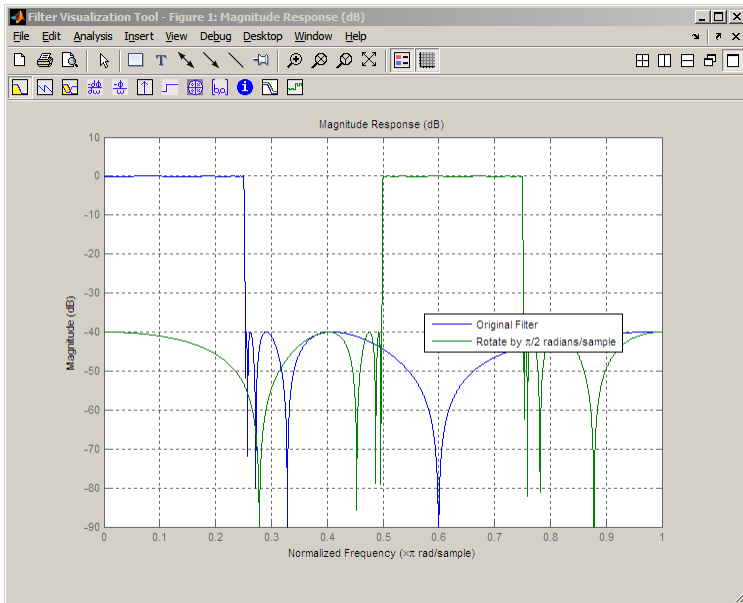 Filter Visualization Tool - Figure 1: Magnitude Response (dB)
File Edit Analysis Insert View Debug Desktop Window Help
Magnitude Response (dB)
10
0
-10
-20
-30
-40
-50
-60
-70
-80
-90
Magnitude (dB)
Original Filter
Rotate by π/2 radians/sample
0 0.1 0.2 0.3 0.4 0.5 0.6 0.7 0.8 0.9 1
Normalized Frequency (×π rad/sample)